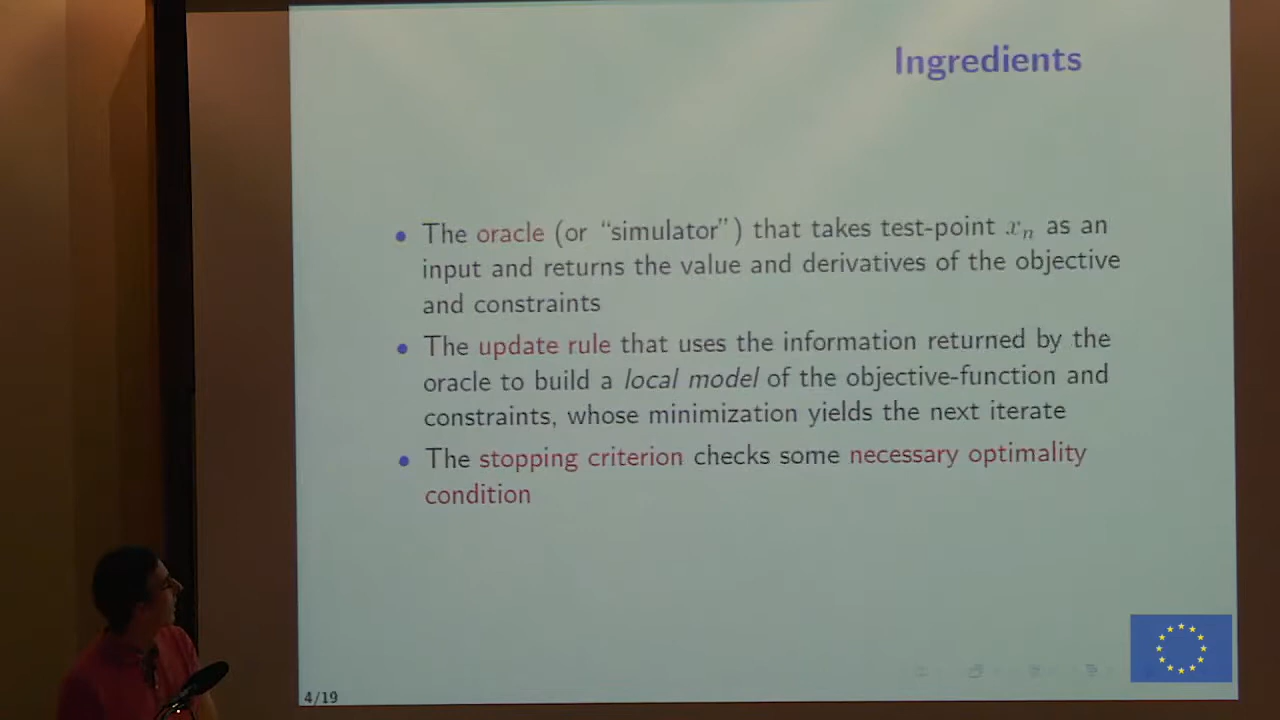 Ingredients
The oracle (or “simulator”) that takes test-point xn as an
input and returns the value and derivatives of the objective
and constraints
The update rule that uses the information returned by the
oracle to build a local model of the objective-function and
constraints, whose minimization yields the next iterate
The stopping criterion checks some necessary optimality
condition
4/19